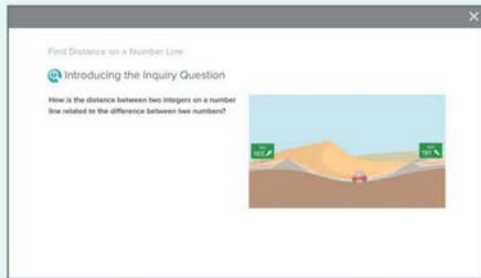 Find Distance on a Number Line
Introducing the Inquiry Question
How is the distance between two integers on a number
line related to the difference between two numbers?